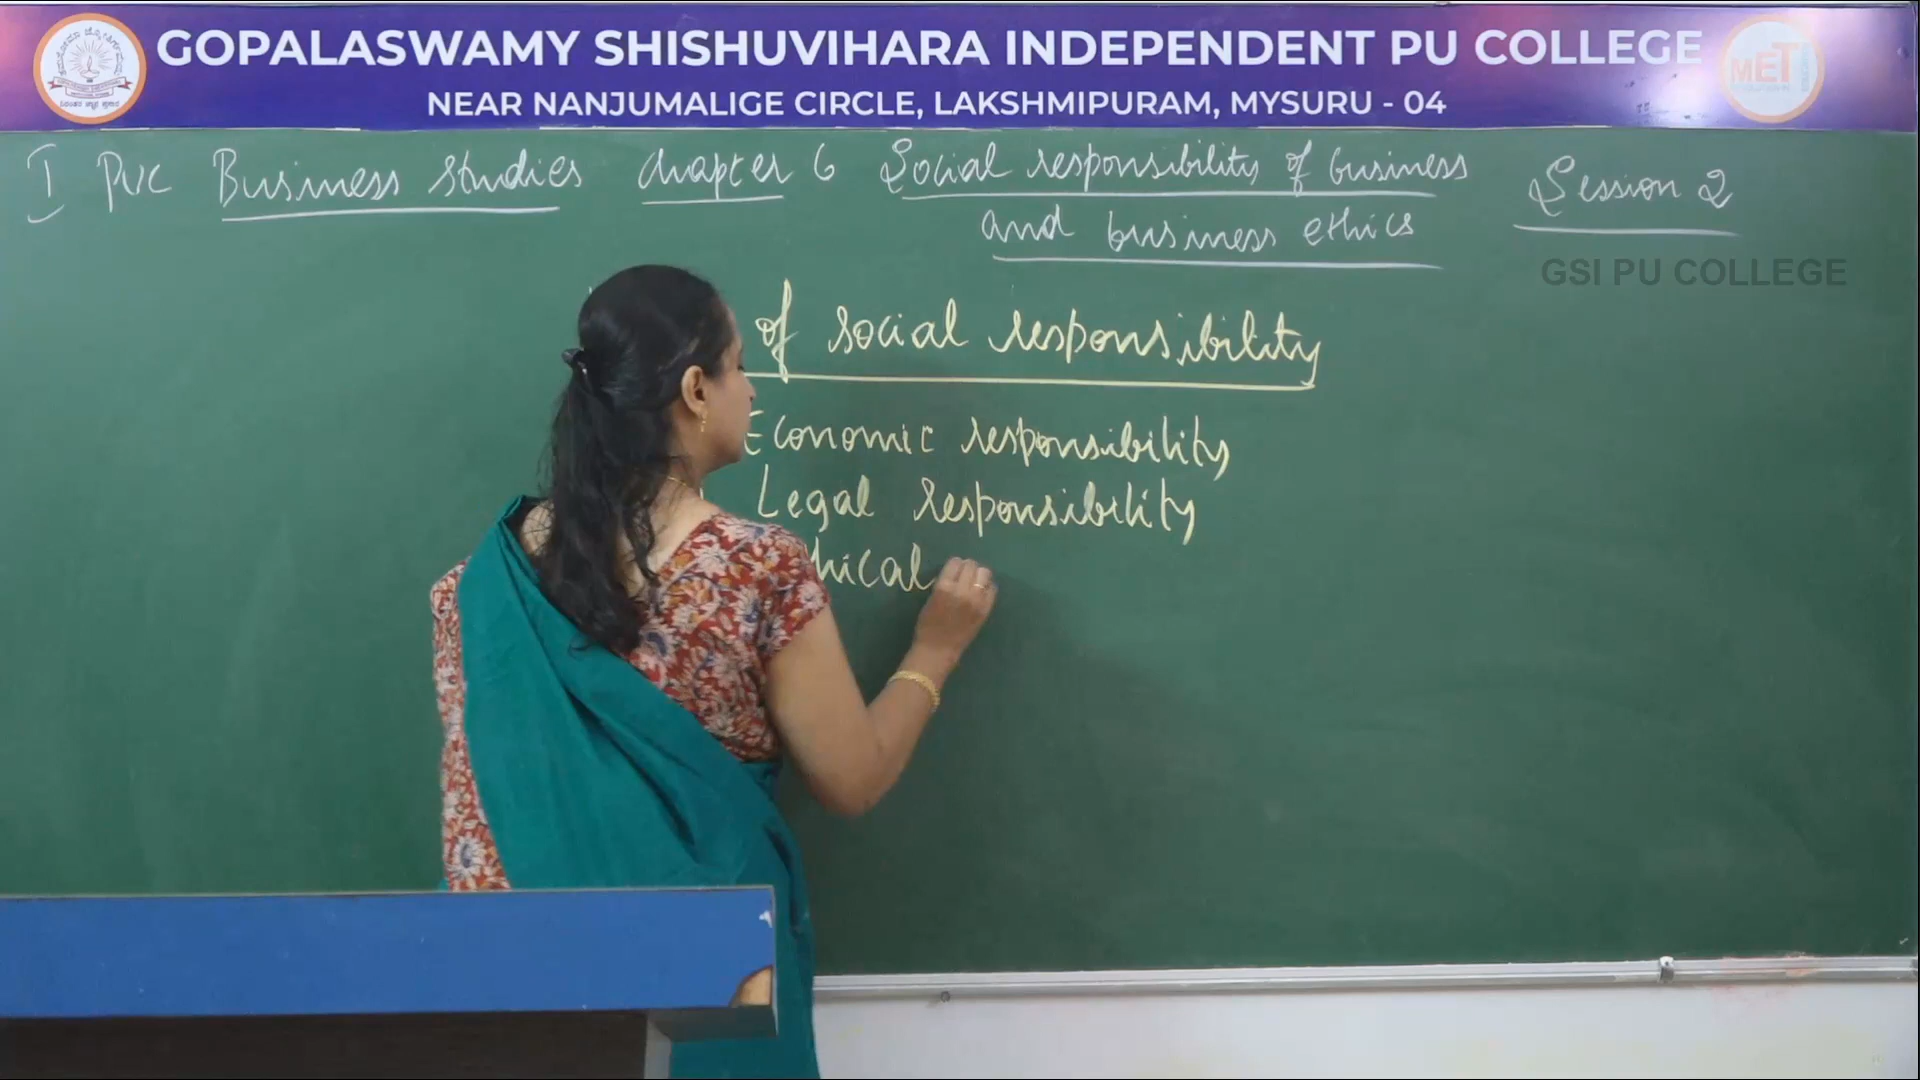 GOPALASWAMY SHISHUVIHARA INDEPENDENT PU COLLEGE
MET
NEAR NANJUMALIGE CIRCLE, LAKSHMIPURAM, MYSURU - 04
I PUC Business studies chapter 6 Social responsibility of business
and business ethics
Session 2
GSI PU COLLEGE
of social responsibility
Economic responsibility
Legal responsibility
hical